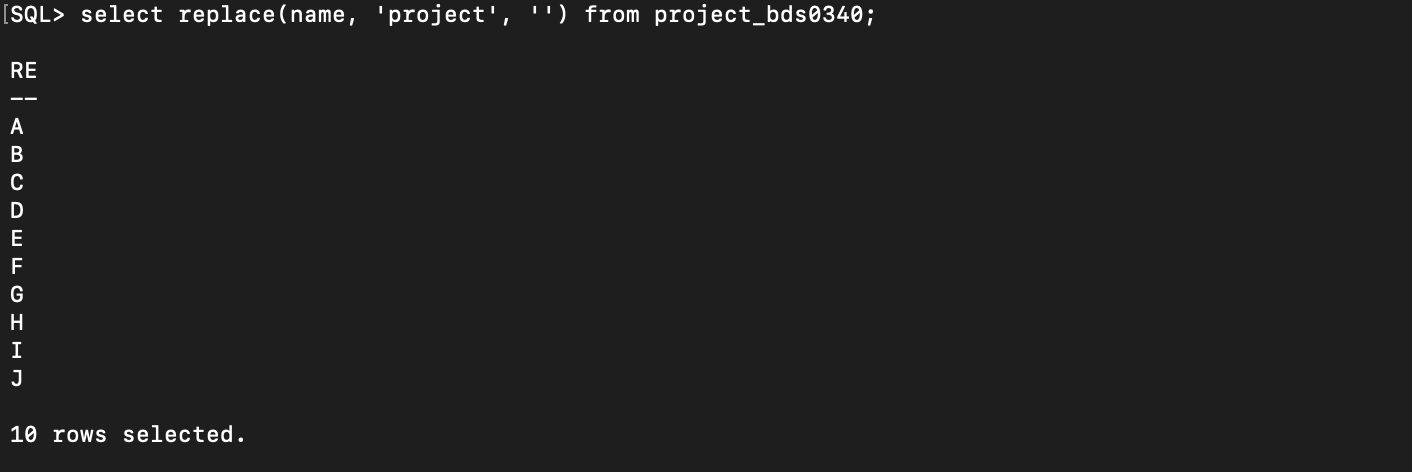 [SQL> select replace(name, 'project', '') from project_bds0340;
RE
--
A
B
C
D
E
F
G
H
I
J
10 rows selected.